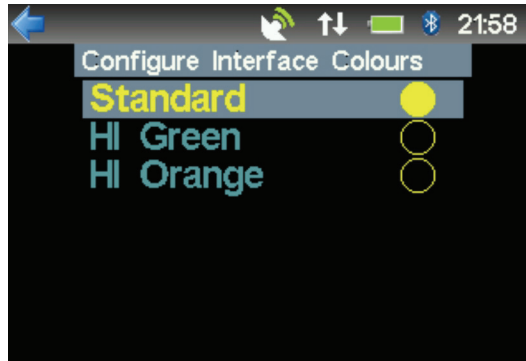 21:58
Configure Interface Colours
Standard
HI Green
HI Orange